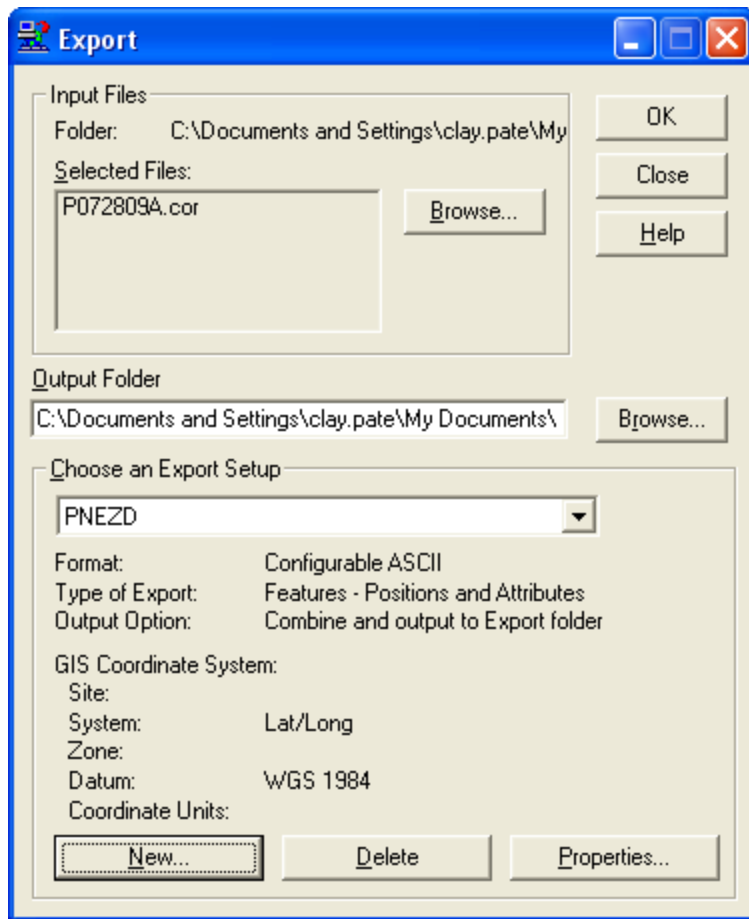 Export
Input Files
Folder: C:\Documents and Settings\clay.pate\My
OK
Selected Files:
Close
P072809A.cor
Browse...
Help
Output Folder
C:\Documents and Settings\clay.pate\My Documents\
Browse...
Choose an Export Setup
PNEZD
Format: Configurable ASCII
Type of Export: Features - Positions and Attributes
Output Option: Combine and output to Export folder
GIS Coordinate System:
Site:
System: Lat/Long
Zone:
Datum: WGS 1984
Coordinate Units:
New... Delete Properties...